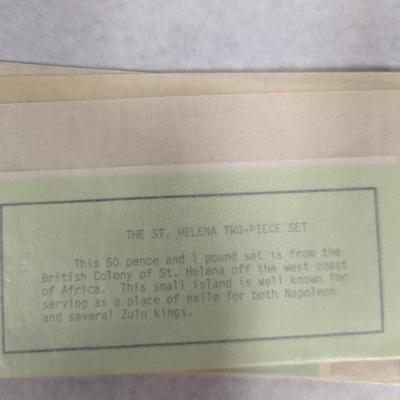 THE ST. HELENA TWO-PIECE SET
This 50 pence and 1 pound set is from the
British Colony of St. Helena off the west coast
of Africa. This small island is well known for
serving as a place of exile for both Napoleon
and several Zulu kings.